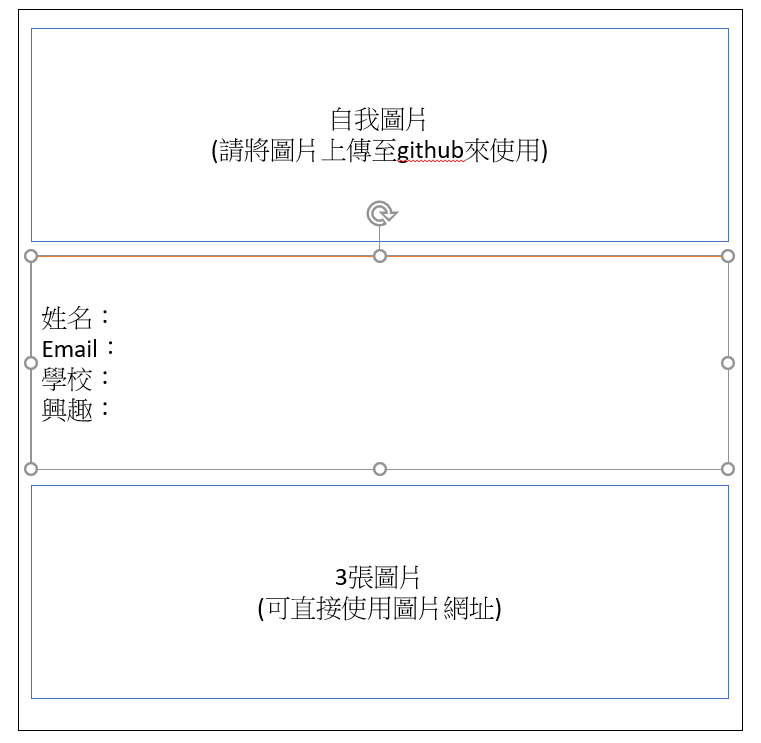 自我圖片
(請將圖片上傳至github來使用)
姓名：
Email：
學校：
興趣：
3張圖片
(可直接使用圖片網址)